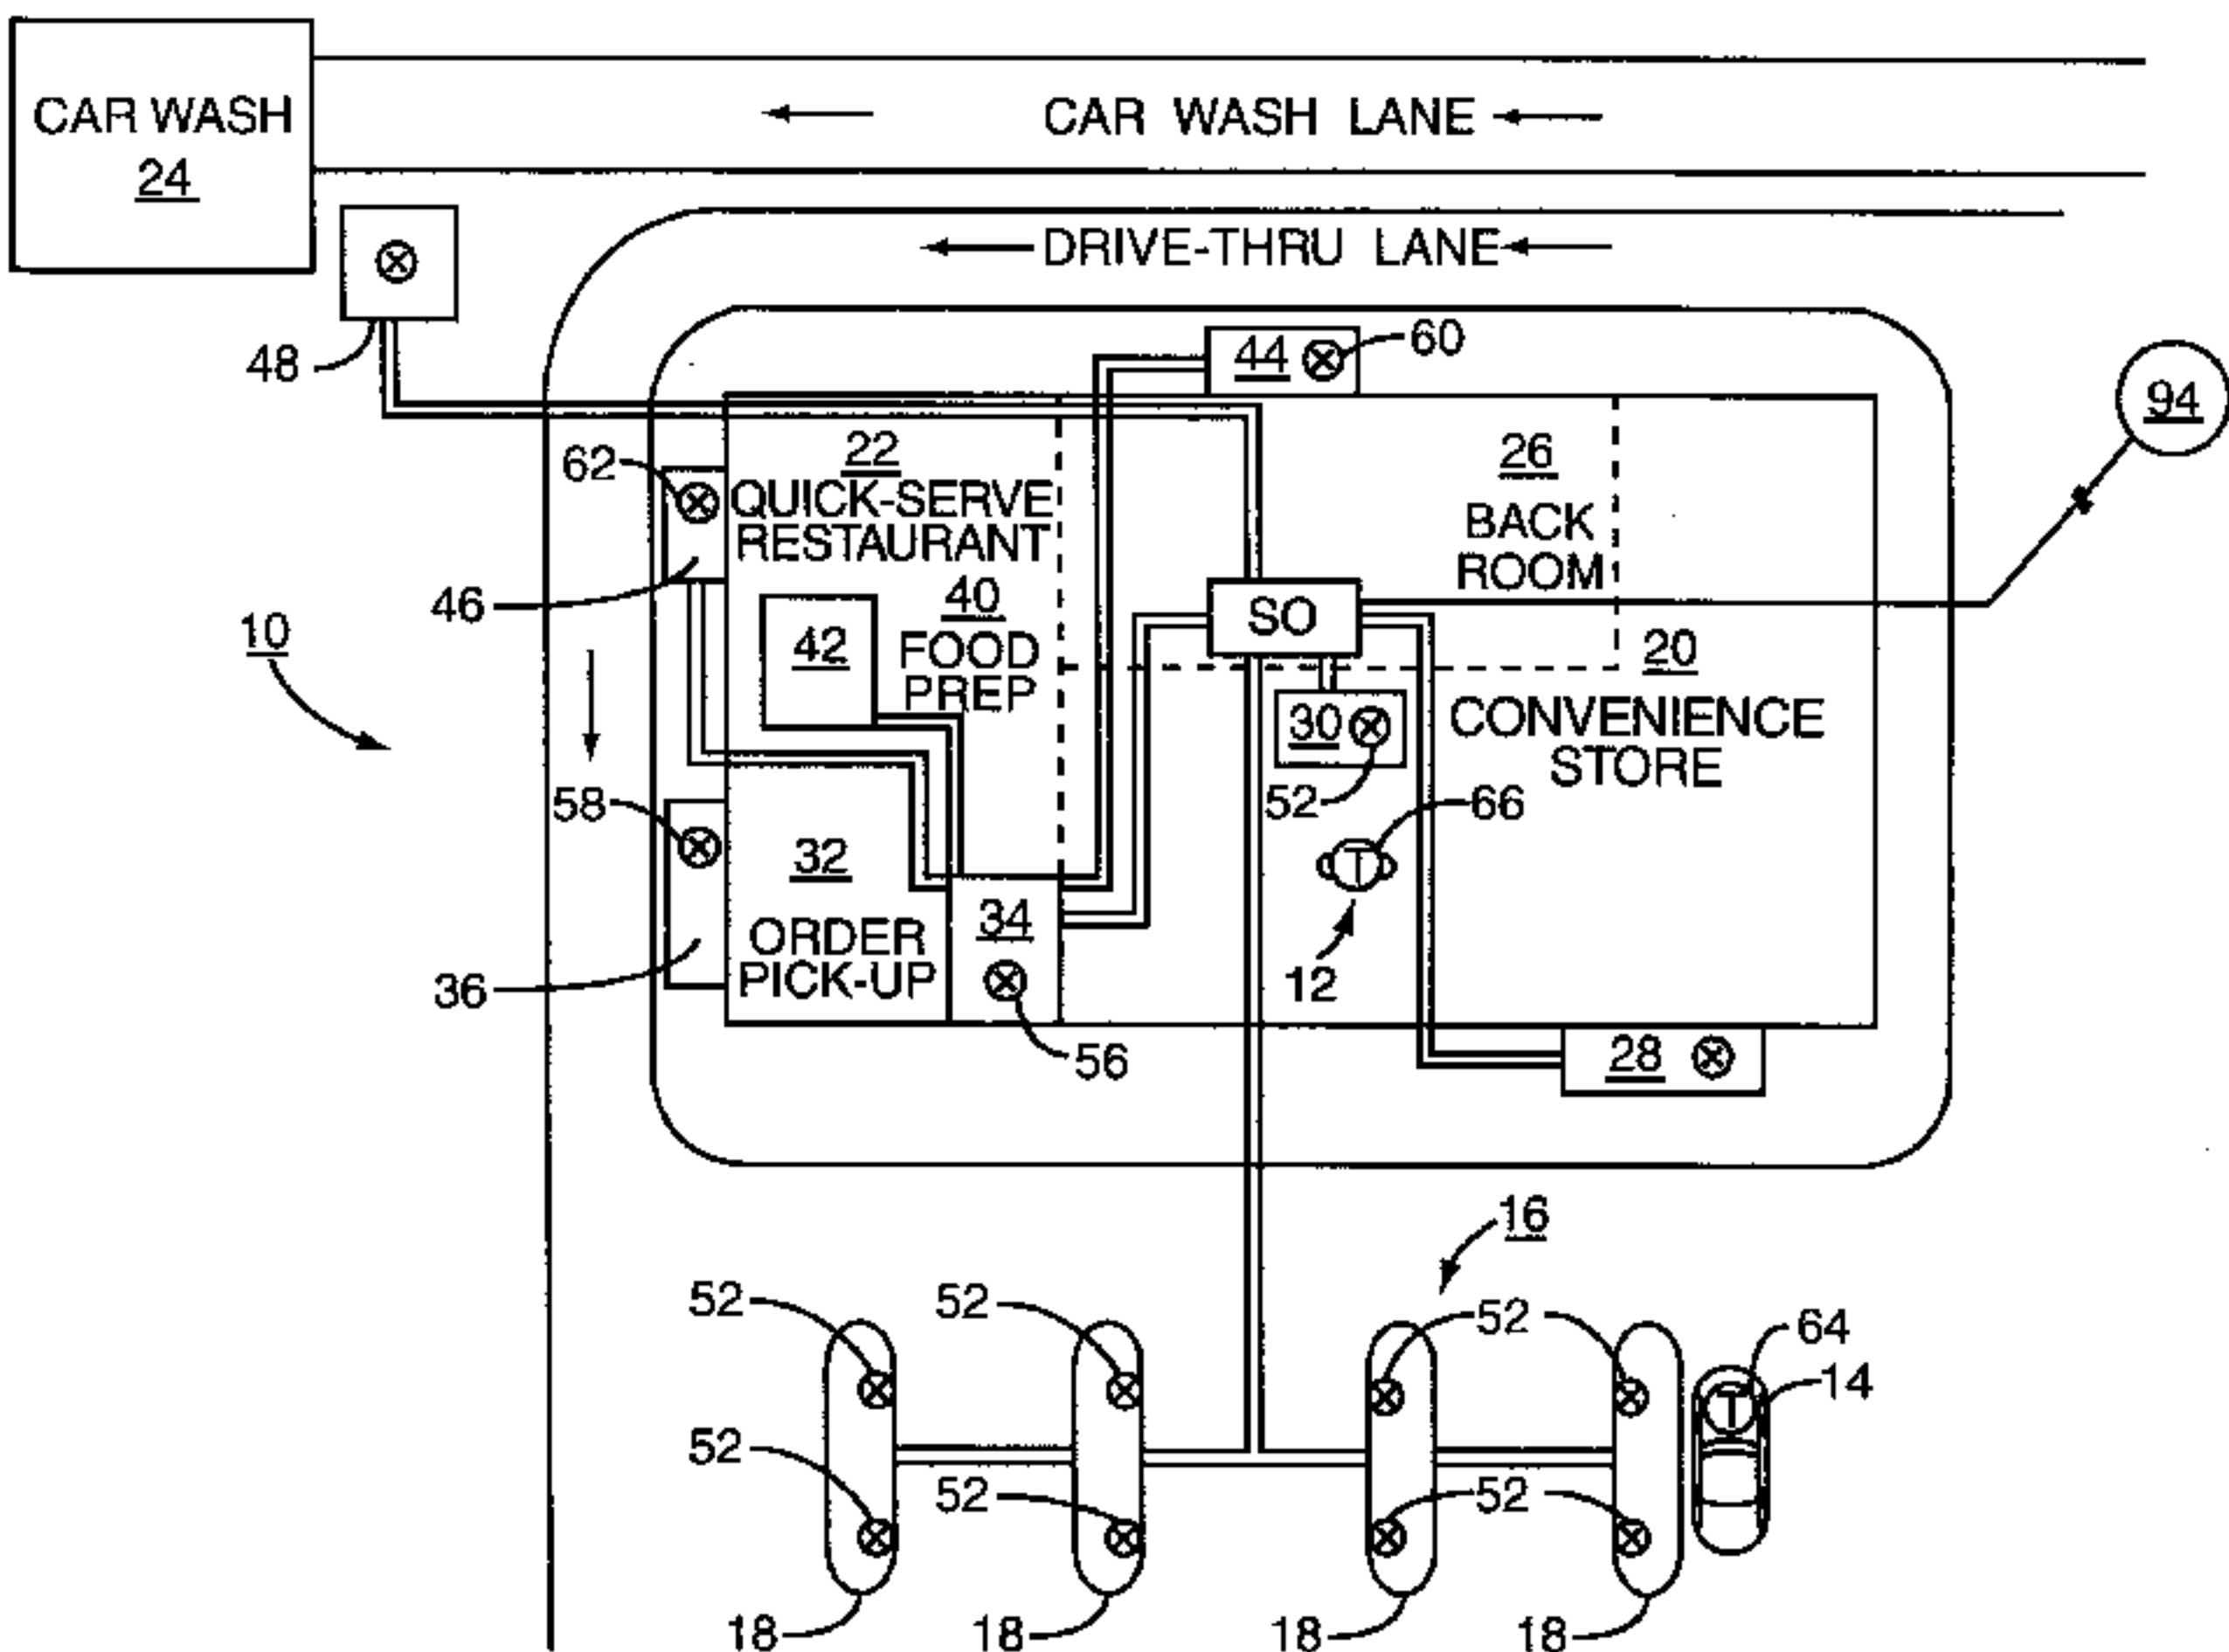 CAR WASH
24
CAR WASH LANE
DRIVE-THRU LANE
48
44
60
94
62
22
QUICK-SERVE
RESTAURANT
26
BACK
ROOM
46
40
FOOD
PREP
42
SO
20
CONVENIENCE
STORE
10
30
52
58
66
T
32
34
12
ORDER
PICK-UP
36
56
28
16
52
52
52
64
14
T
52
52
52
18
18
18
18